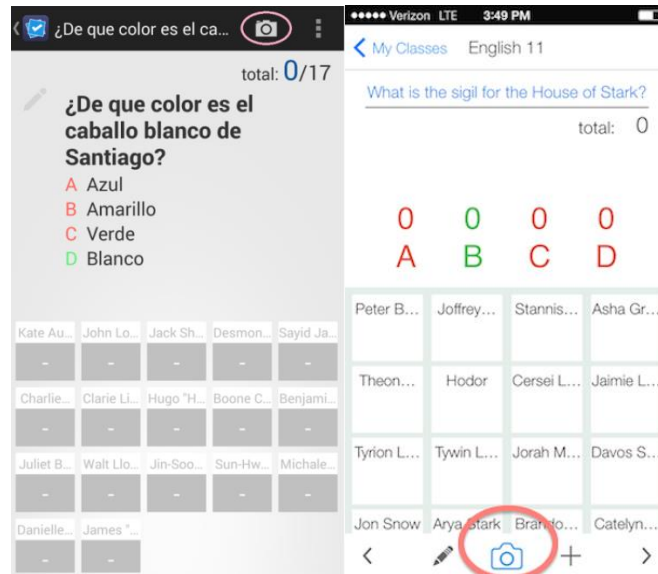 ¿De que color es el ca...
total: 0/17
¿De que color es el
caballo blanco de
Santiago?
A Azul
B Amarillo
C Verde
D Blanco
Kate Au... John Lo... Jack Sh... Desmon... Sayid Ja...
- - - - -
Charlie... Clarie Li... Hugo "H... Boone C... Benjami...
- - - - -
Juliet B... Walt Llo... Jin-Soo... Sun-Hw... Michale...
- - - - -
Danielle... James "...
- -
Verizon LTE 3:49 PM
My Classes English 11
What is the sigil for the House of Stark?
total: 0
0 0 0 0
A B C D
Peter B... Joffrey... Stannis... Asha Gr...
Theon... Hodor Cersei L... Jaimie L...
Tyrion L... Tywin L... Jorah M... Davos S...
Jon Snow Arya Stark Brando... Catelyn...